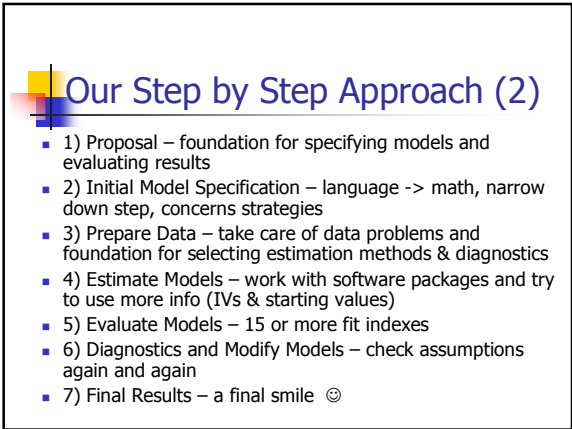 Our Step by Step Approach (2)
1) Proposal – foundation for specifying models and
evaluating results
2) Initial Model Specification – language -> math, narrow
down step, concerns strategies
3) Prepare Data – take care of data problems and
foundation for selecting estimation methods & diagnostics
4) Estimate Models – work with software packages and try
to use more info (IVs & starting values)
5) Evaluate Models – 15 or more fit indexes
6) Diagnostics and Modify Models – check assumptions
again and again
7) Final Results – a final smile ☺